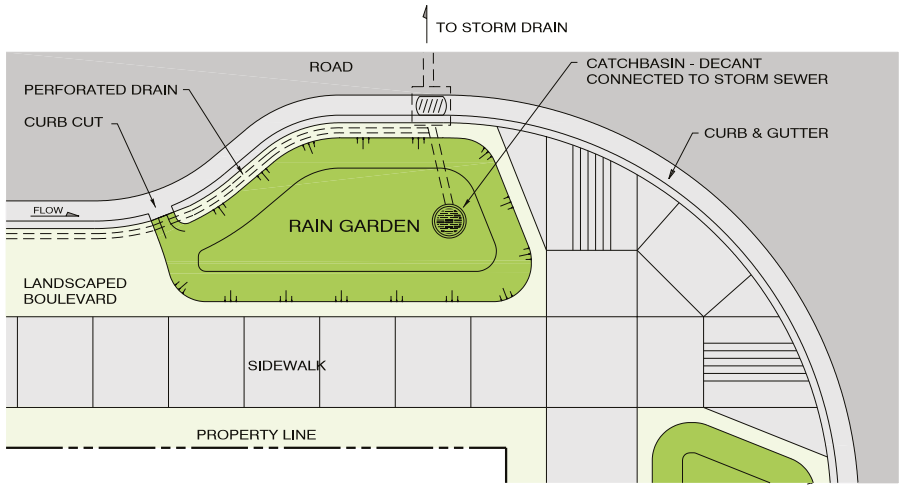 TO STORM DRAIN
ROAD
CATCHBASIN - DECANT
CONNECTED TO STORM SEWER
PERFORATED DRAIN
CURB CUT
CURB & GUTTER
FLOW
RAIN GARDEN
LANDSCAPED
BOULEVARD
SIDEWALK
PROPERTY LINE